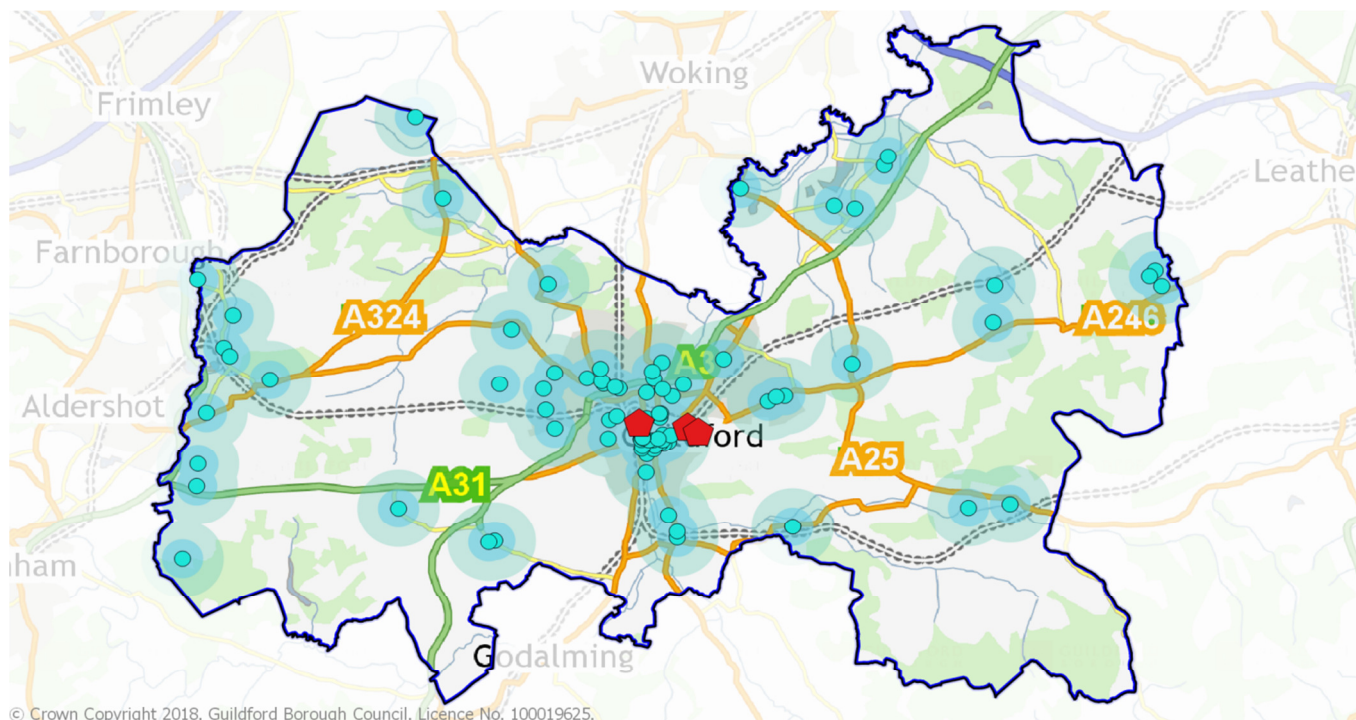 Woking
Frimley
Leathe
Farnborough
A324
A246
A3
Aldershot
ford
A25
A31
ham
Godalming
© Crown Copyright 2018. Guildford Borough Council. Licence No. 100019625.